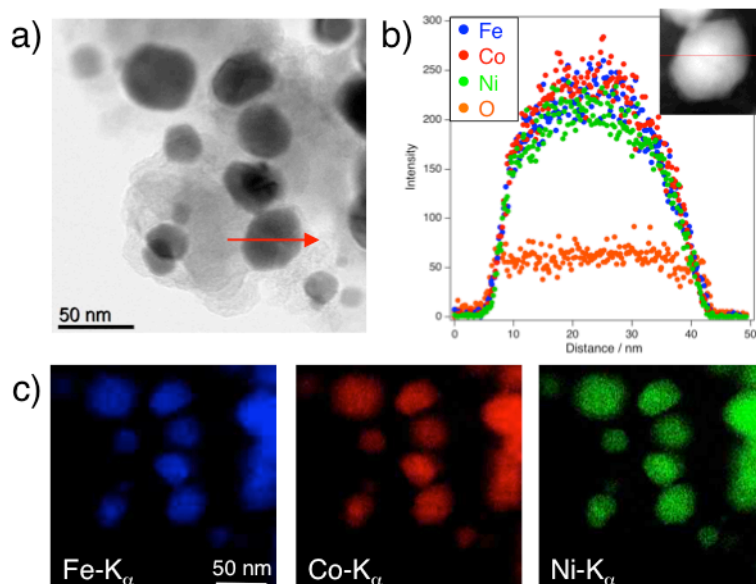 a)
50 nm
b)
Fe
Co
Ni
O
300
250
200
150
100
50
0
Intensity
0 10 20 30 40 50
Distance / nm
c)
Fe-Kα 50 nm
Co-Kα
Ni-Kα